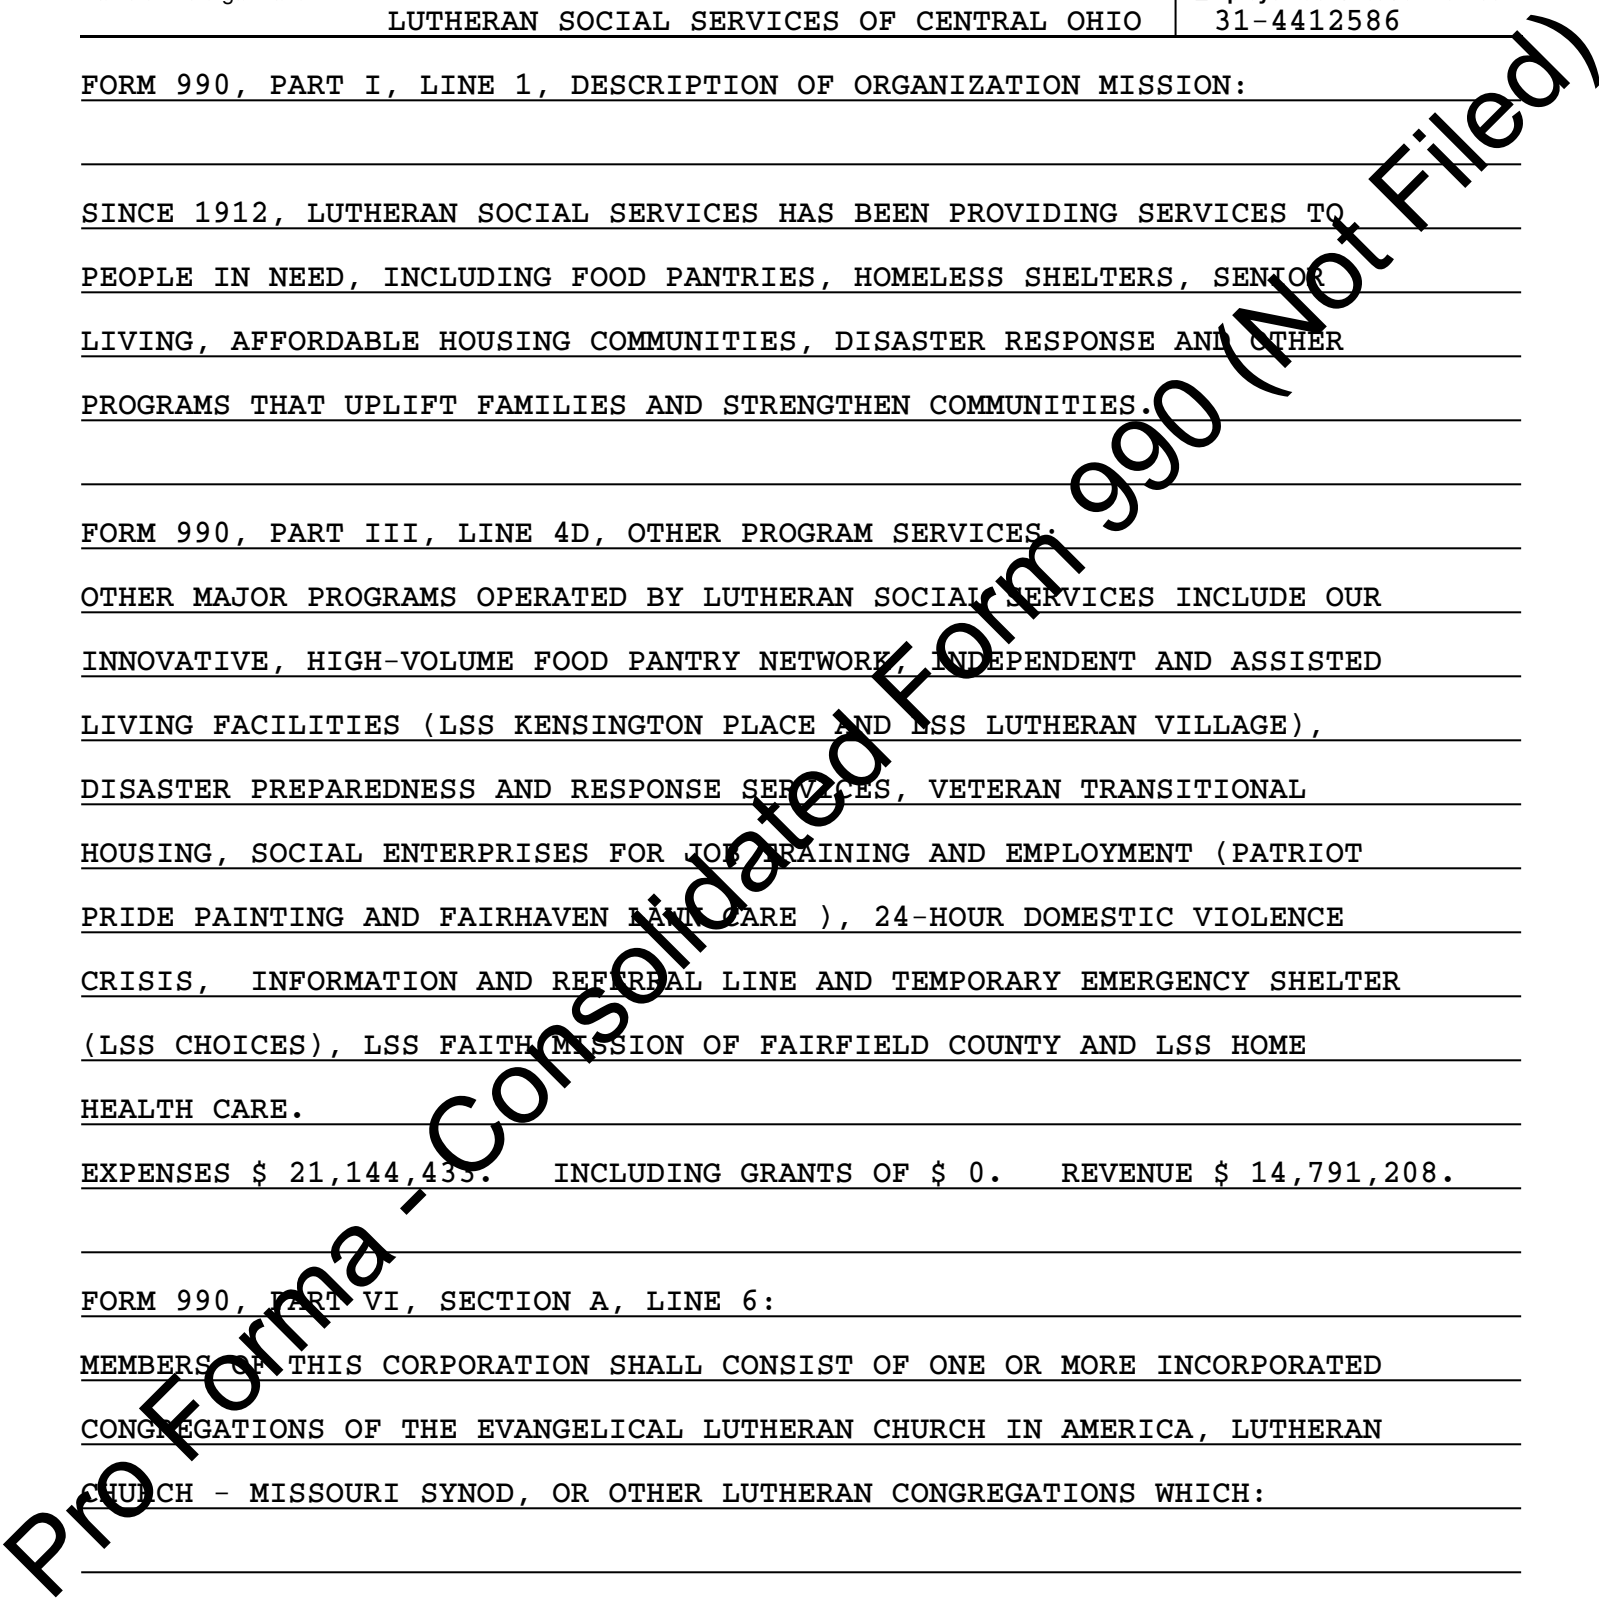 LUTHERAN SOCIAL SERVICES OF CENTRAL OHIO 31-4412586
FORM 990, PART I, LINE 1, DESCRIPTION OF ORGANIZATION MISSION:
SINCE 1912, LUTHERAN SOCIAL SERVICES HAS BEEN PROVIDING SERVICES TO
PEOPLE IN NEED, INCLUDING FOOD PANTRIES, HOMELESS SHELTERS, SENIOR
LIVING, AFFORDABLE HOUSING COMMUNITIES, DISASTER RESPONSE AND OTHER
PROGRAMS THAT UPLIFT FAMILIES AND STRENGTHEN COMMUNITIES.
FORM 990, PART III, LINE 4D, OTHER PROGRAM SERVICES:
OTHER MAJOR PROGRAMS OPERATED BY LUTHERAN SOCIAL SERVICES INCLUDE OUR
INNOVATIVE, HIGH-VOLUME FOOD PANTRY NETWORK, INDEPENDENT AND ASSISTED
LIVING FACILITIES (LSS KENSINGTON PLACE AND LSS LUTHERAN VILLAGE),
DISASTER PREPAREDNESS AND RESPONSE SERVICES, VETERAN TRANSITIONAL
HOUSING, SOCIAL ENTERPRISES FOR JOB TRAINING AND EMPLOYMENT (PATRIOT
PRIDE PAINTING AND FAIRHAVEN LAWN CARE ), 24-HOUR DOMESTIC VIOLENCE
CRISIS, INFORMATION AND REFERRAL LINE AND TEMPORARY EMERGENCY SHELTER
(LSS CHOICES), LSS FAITH MISSION OF FAIRFIELD COUNTY AND LSS HOME
HEALTH CARE.
EXPENSES $ 21,144,433. INCLUDING GRANTS OF $ 0. REVENUE $ 14,791,208.
FORM 990, PART VI, SECTION A, LINE 6:
MEMBERS OF THIS CORPORATION SHALL CONSIST OF ONE OR MORE INCORPORATED
CONGREGATIONS OF THE EVANGELICAL LUTHERAN CHURCH IN AMERICA, LUTHERAN
CHURCH - MISSOURI SYNOD, OR OTHER LUTHERAN CONGREGATIONS WHICH:
Pro Forma - Consolidated Form 990 (Not Filed)